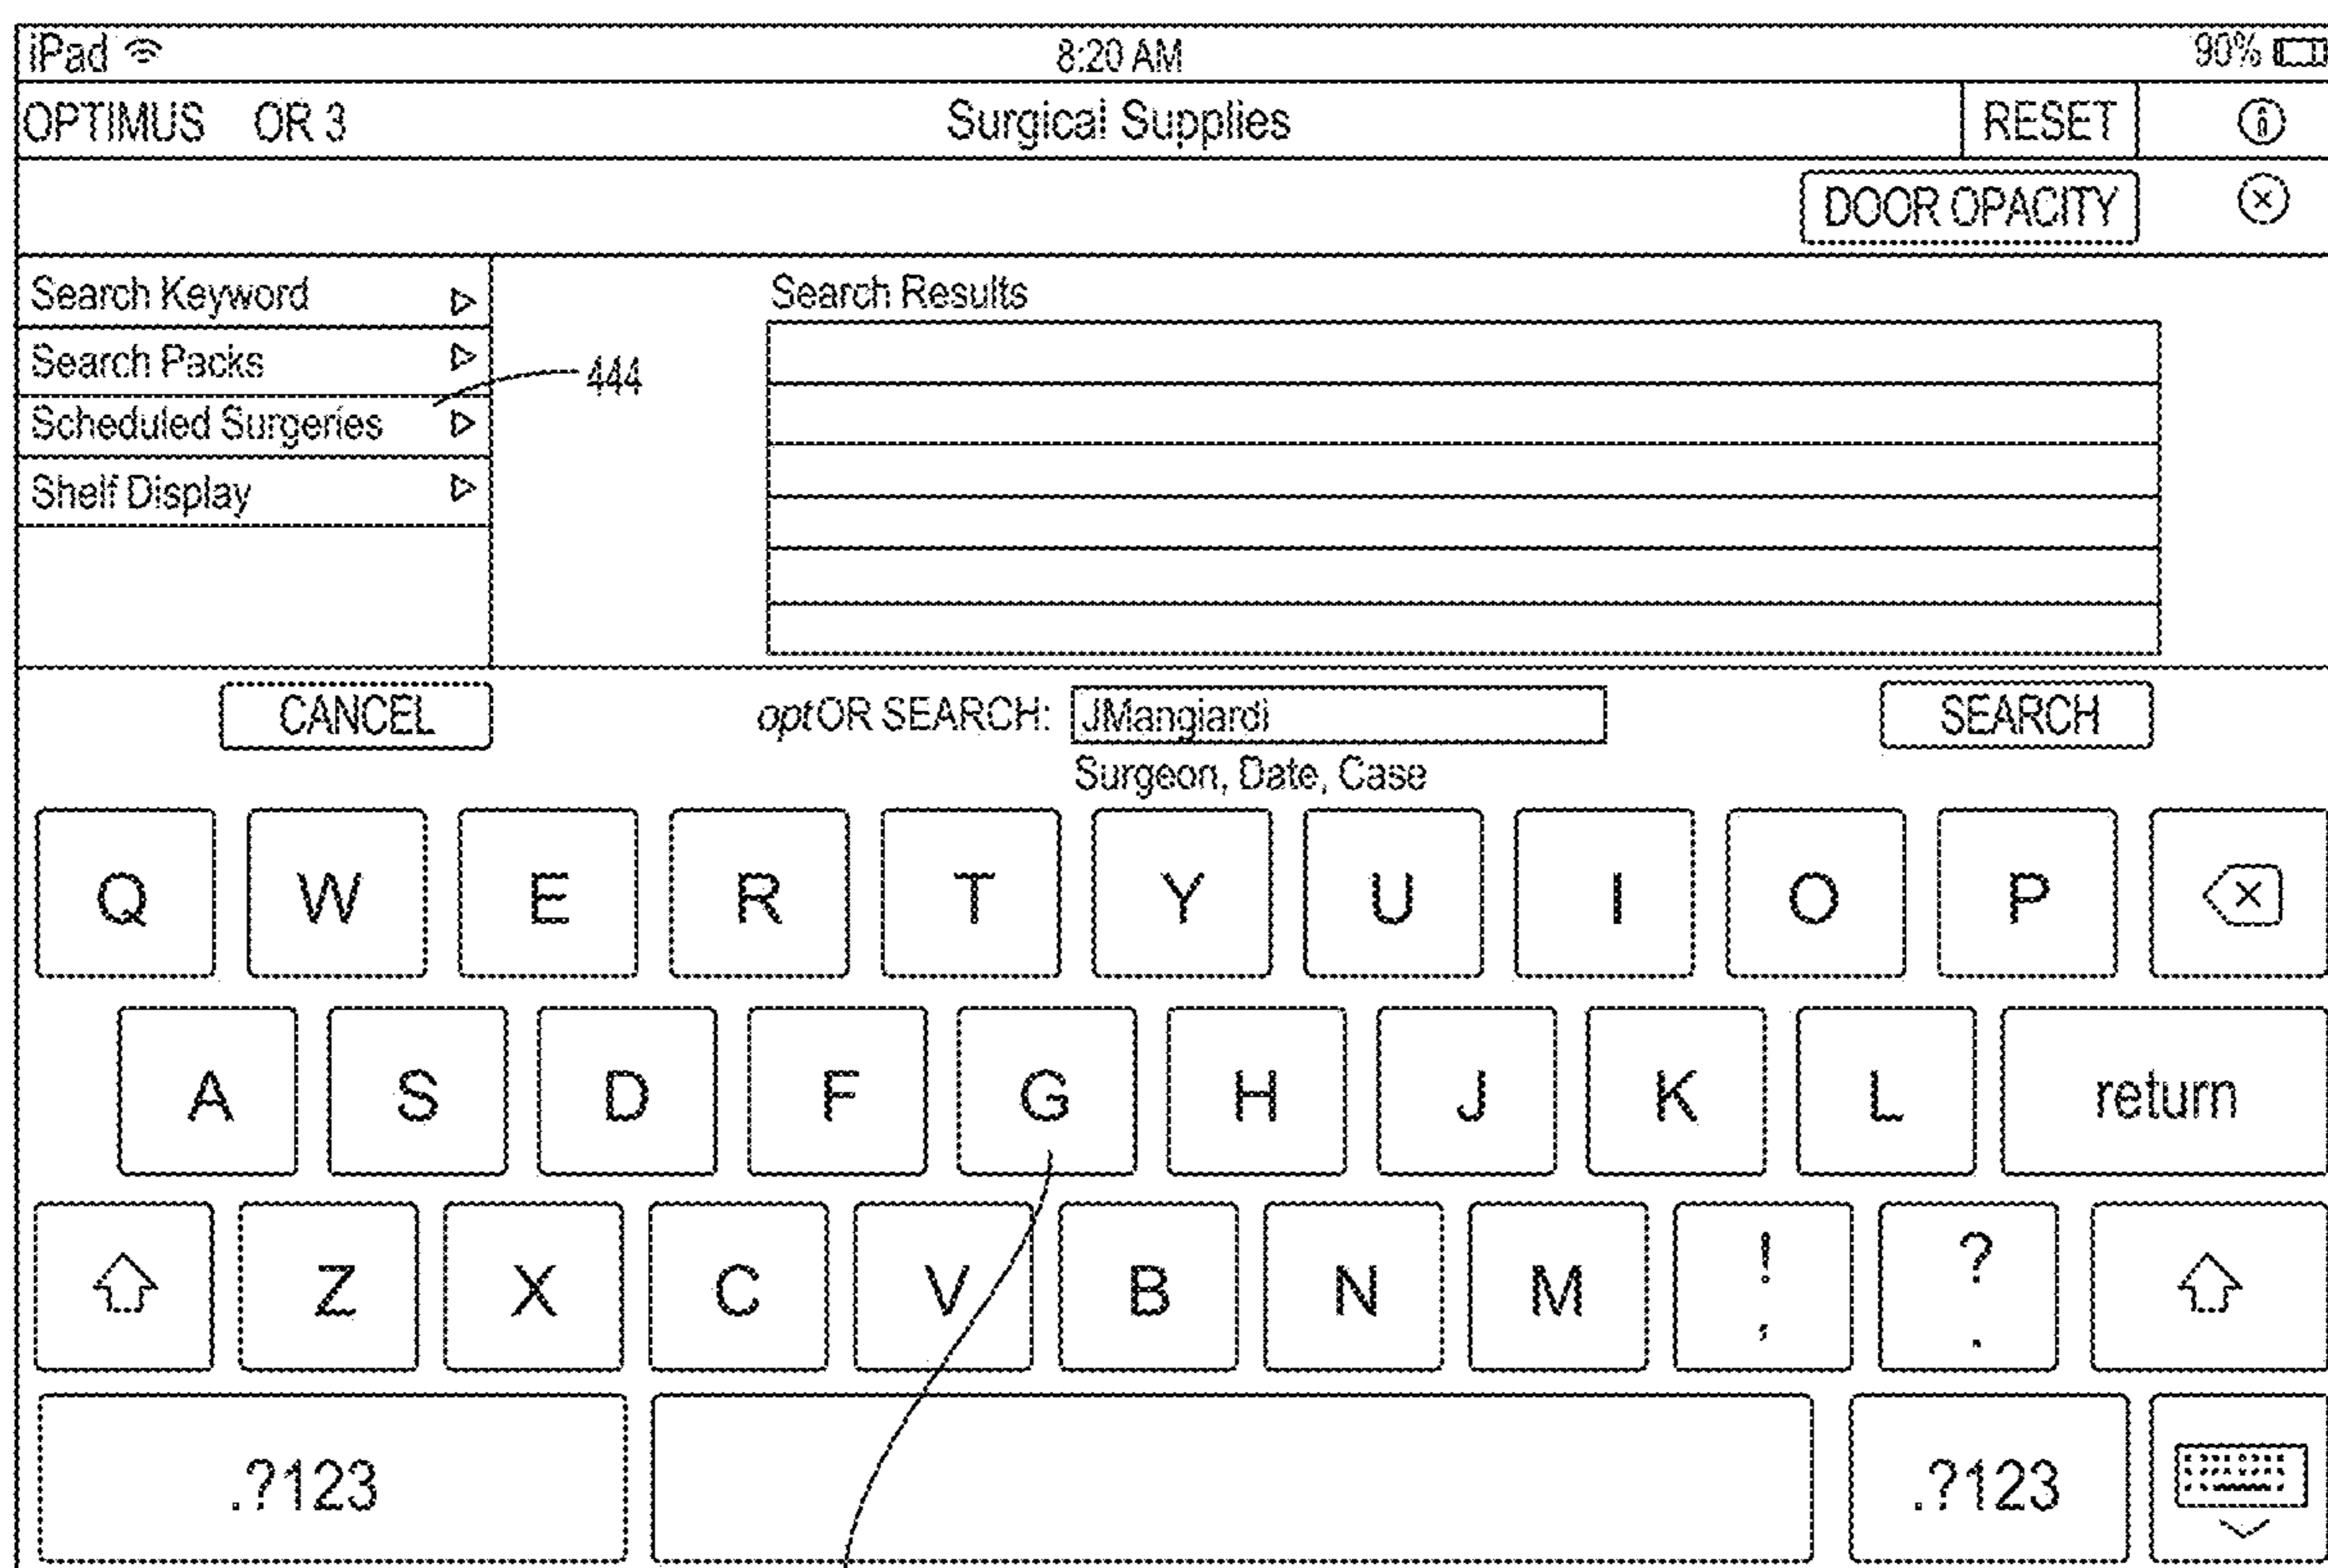 iPad 8:20 AM 90%
OPTIMUS OR 3 Surgical Supplies RESET i
DOOR OPACITY
Search Keyword
Search Packs
Scheduled Surgeries
Shelf Display
444
Search Results
CANCEL optOR SEARCH: JMangiardi SEARCH
Surgeon, Date, Case
Q W E R T Y U I O P
A S D F G H J K L return
Z X C V B N M ! , ? .
.?123 .?123